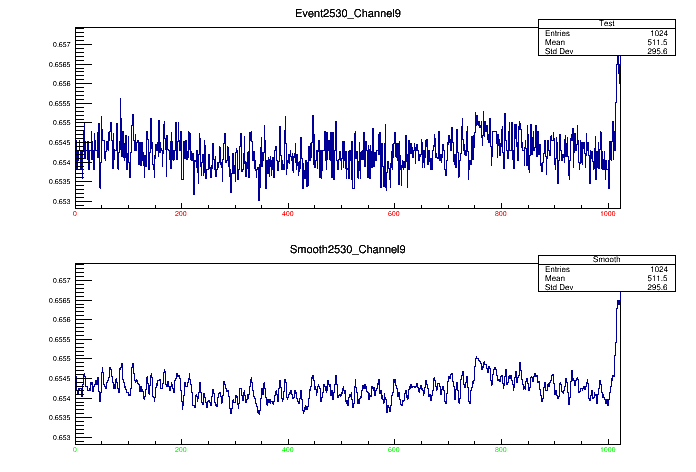 Event2530_Channel9
Test
Entries 1024
Mean 511.5
Std Dev 295.6
0.657
0.6565
0.656
0.6555
0.655
0.6545
0.654
0.6535
0.653
0 200 400 600 800 1000
Smooth2530_Channel9
Smooth
Entries 1024
Mean 511.5
Std Dev 295.6
0.657
0.6565
0.656
0.6555
0.655
0.6545
0.654
0.6535
0.653
0 200 400 600 800 1000